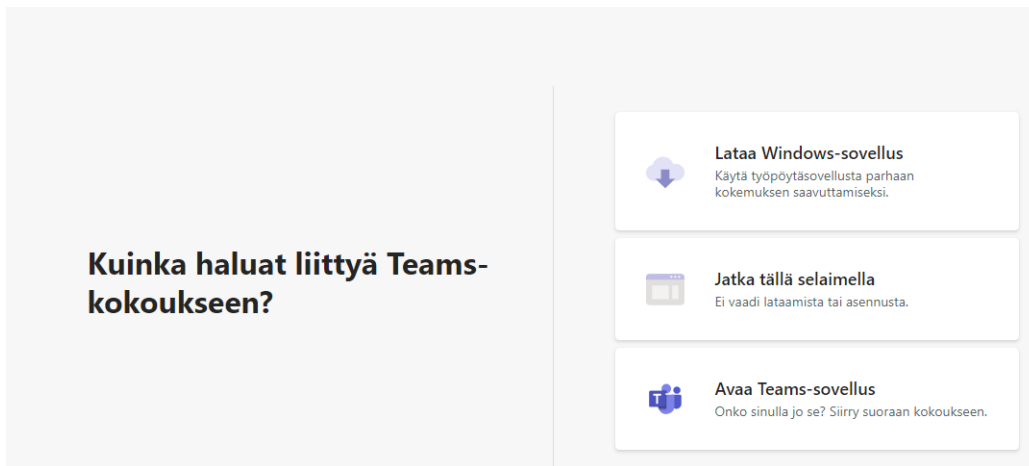 Kuinka haluat liittyä Teams-
kokoukseen?
Lataa Windows-sovellus
Käytä työpöytäsovellusta parhaan
kokemuksen saavuttamiseksi.
Jatka tällä selaimella
Ei vaadi lataamista tai asennusta.
Avaa Teams-sovellus
Onko sinulla jo se? Siirry suoraan kokoukseen.